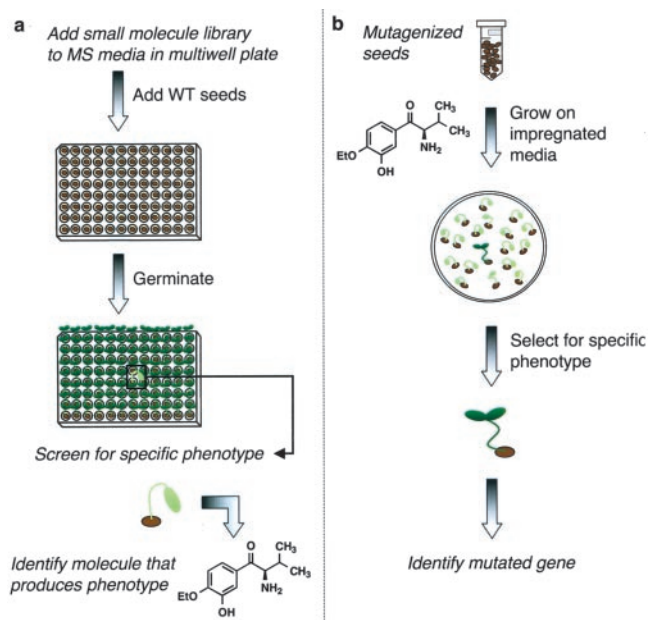 a
Add small molecule library
to MS media in multiwell plate
Add WT seeds
Germinate
Screen for specific phenotype
Identify molecule that
produces phenotype
O
CH₃
CH₃
NH₂
EtO
OH
b
Mutagenized
seeds
O
CH₃
CH₃
NH₂
EtO
OH
Grow on
impregnated
media
Select for specific
phenotype
Identify mutated gene